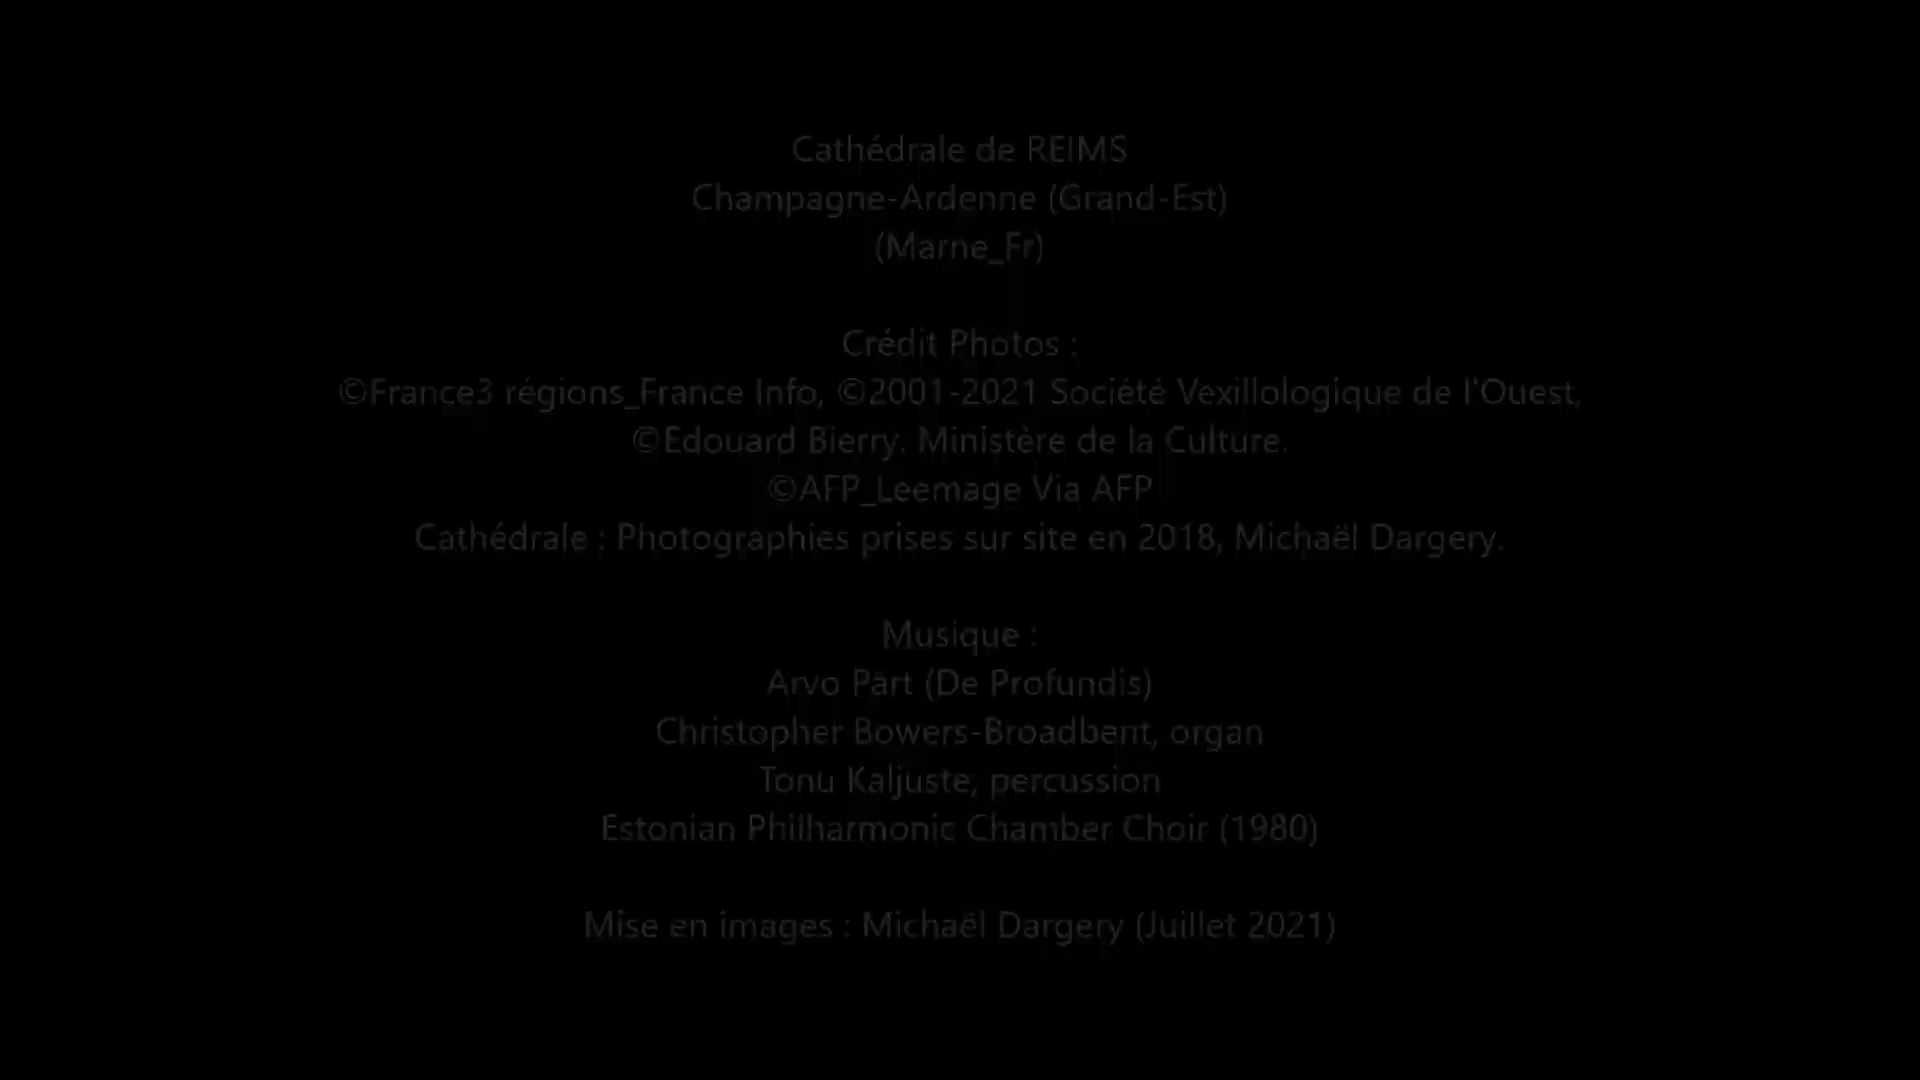 Cathédrale de REIMS
Champagne-Ardenne (Grand-Est)
(Marne_Fr)
Crédit Photos :
©France3 régions_France Info, ©2001-2021 Société Vexillologique de l'Ouest,
©Edouard Bierry. Ministère de la Culture.
©AFP_Leemage Via AFP
Cathédrale : Photographies prises sur site en 2018, Michaël Dargery.
Musique :
Arvo Pärt (De Profundis)
Christopher Bowers-Broadbent, organ
Tonu Kaljuste, percussion
Estonian Philharmonic Chamber Choir (1980)
Mise en images : Michaël Dargery (Juillet 2021)